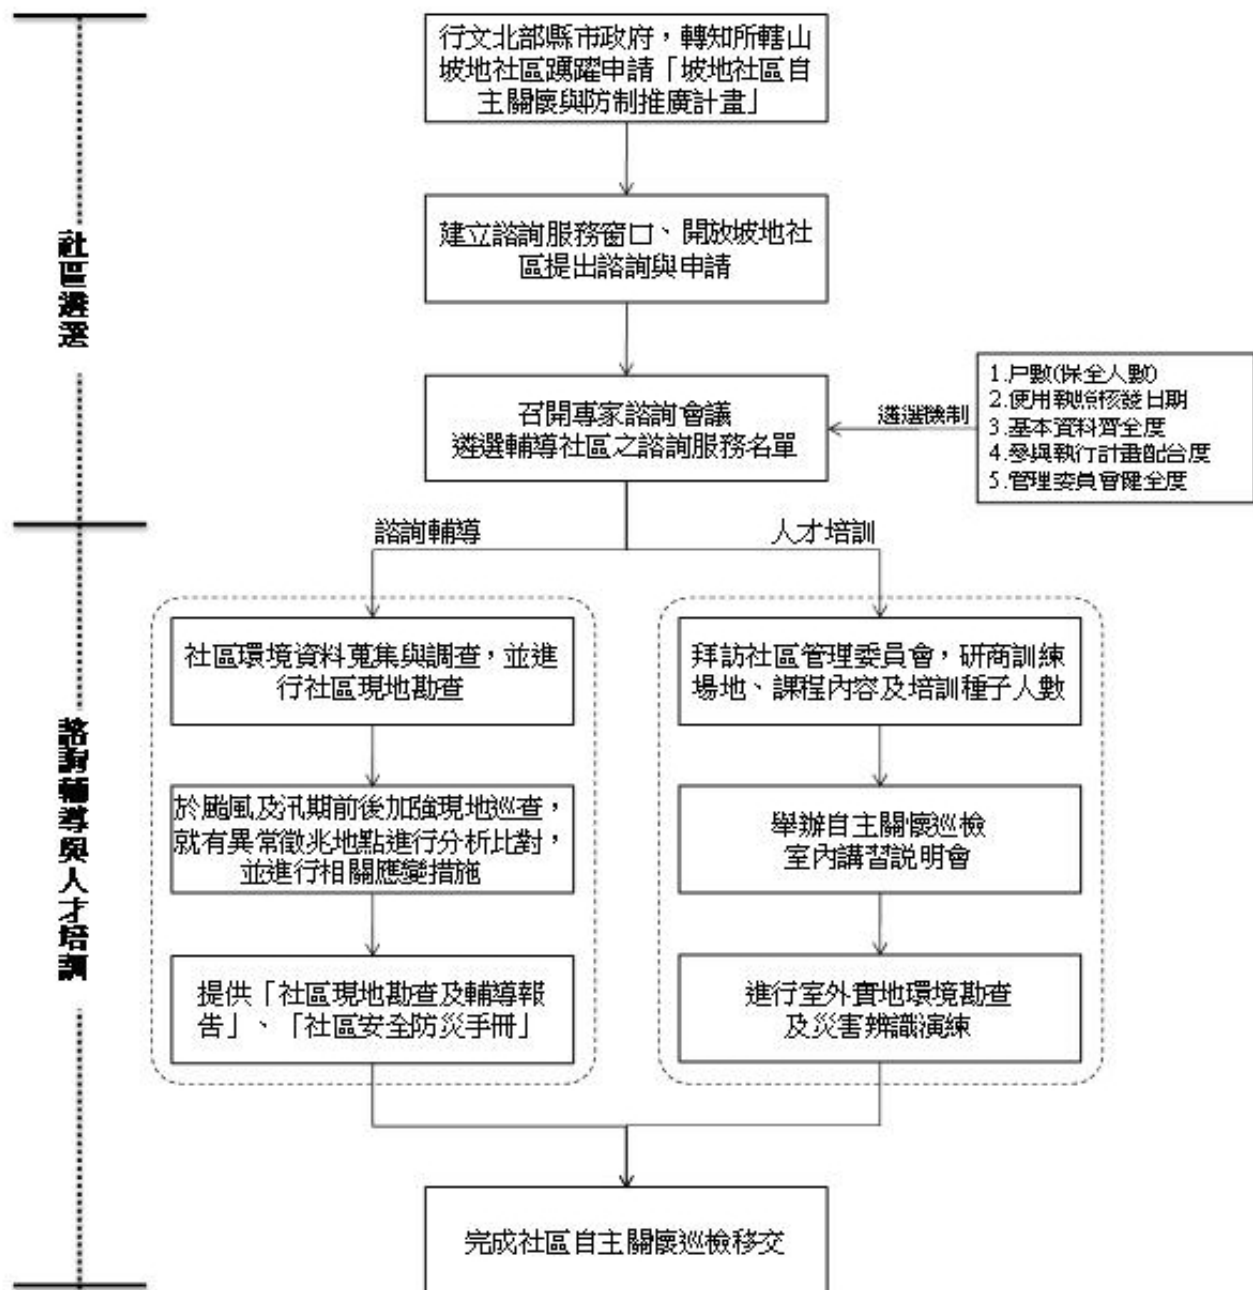 行文北部縣市政府，轉知所轄山
坡地社區踴躍申請「坡地社區自
主關懷與防制推廣計畫」
建立諮詢服務窗口、開放坡地社
區提出諮詢與申請
社區遴選
召開專家諮詢會議
遴選輔導社區之諮詢服務名單
遴選機制
1.戶數(保全人數)
2.使用執照核發日期
3.基本資料齊全度
4.參與執行計畫配合度
5.管理委員會健全度
諮詢輔導
人才培訓
諮詢輔導與人才培訓
社區環境資料蒐集與調查，並進
行社區現地勘查
於颱風及汛期前後加強現地巡查，
就有異常徵兆地點進行分析比對，
並進行相關應變措施
提供「社區現地勘查及輔導報
告」、「社區安全防災手冊」
拜訪社區管理委員會，研商訓練
場地、課程內容及培訓種子人數
舉辦自主關懷巡檢
室內講習說明會
進行室外實地環境勘查
及災害辨識演練
完成社區自主關懷巡檢移交